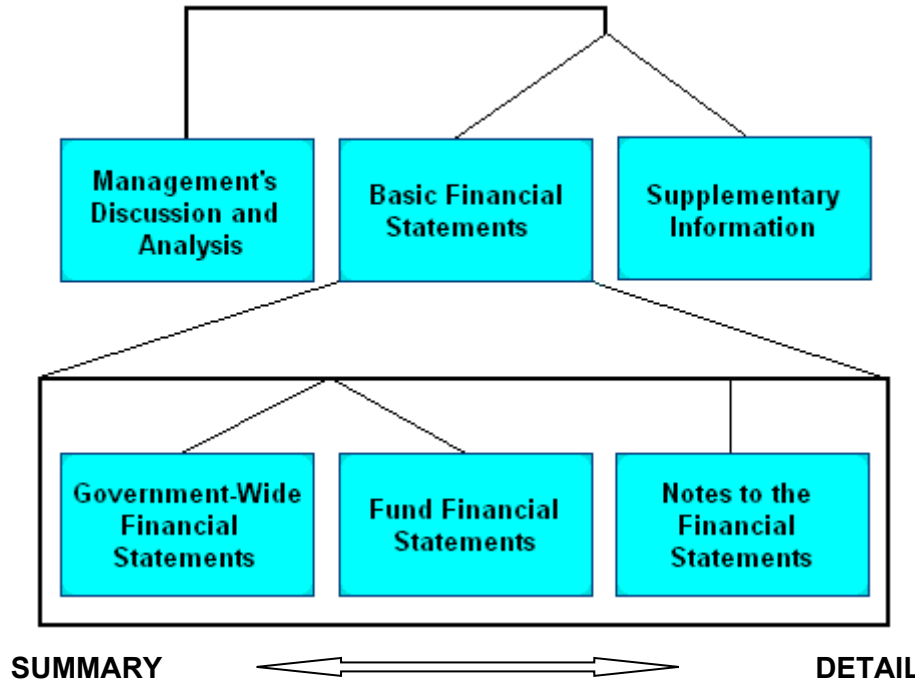 Management's
Discussion and
Analysis
Basic Financial
Statements
Supplementary
Information
Government-Wide
Financial
Statements
Fund Financial
Statements
Notes to the
Financial
Statements
SUMMARY
DETAIL